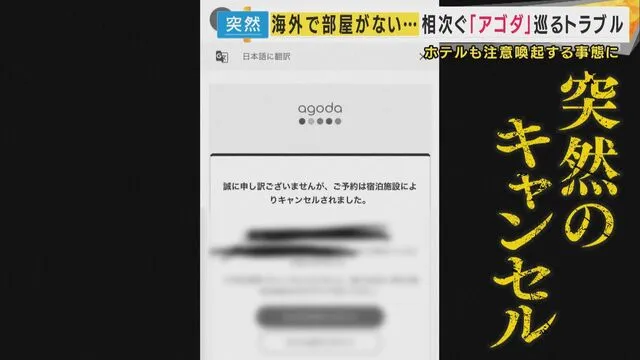 突然 海外で部屋がない… 相次ぐ「アゴダ」巡るトラブル
ホテルも注意喚起する事態に
日本語に翻訳
agoda
誠に申し訳ございませんが、ご予約は宿泊施設によ
りキャンセルされました。
突然の
キャンセル